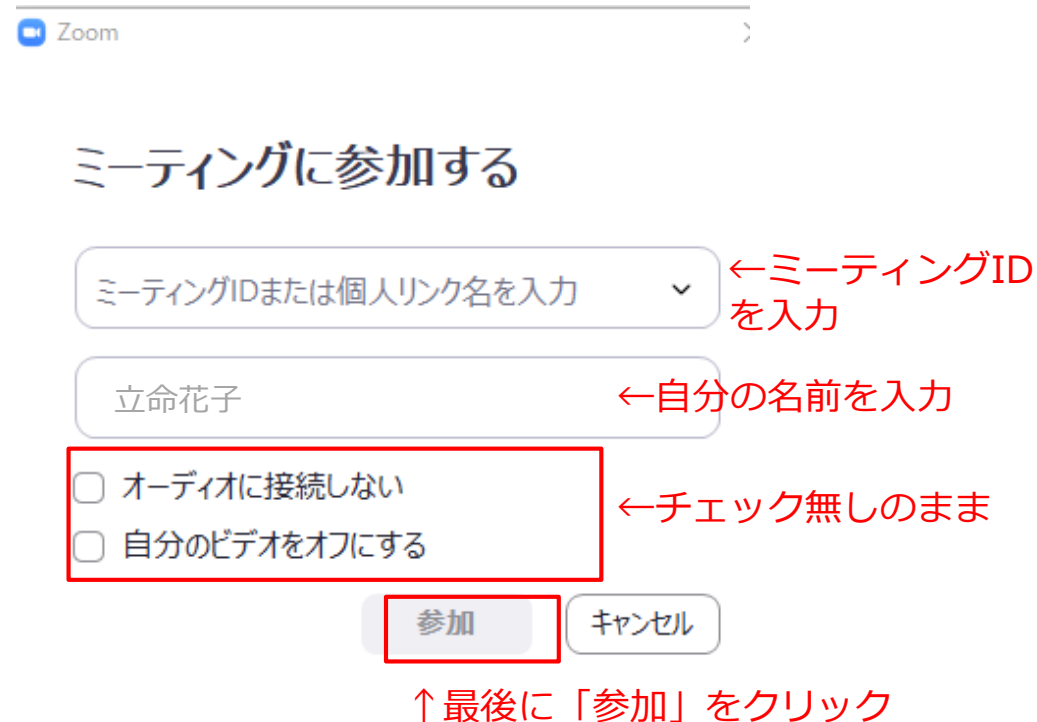 Zoom
ミーティングに参加する
ミーティングIDまたは個人リンク名を入力
←ミーティングID
を入力
立命花子
←自分の名前を入力
オーディオに接続しない
自分のビデオをオフにする
←チェック無しのまま
参加
キャンセル
↑最後に「参加」をクリック